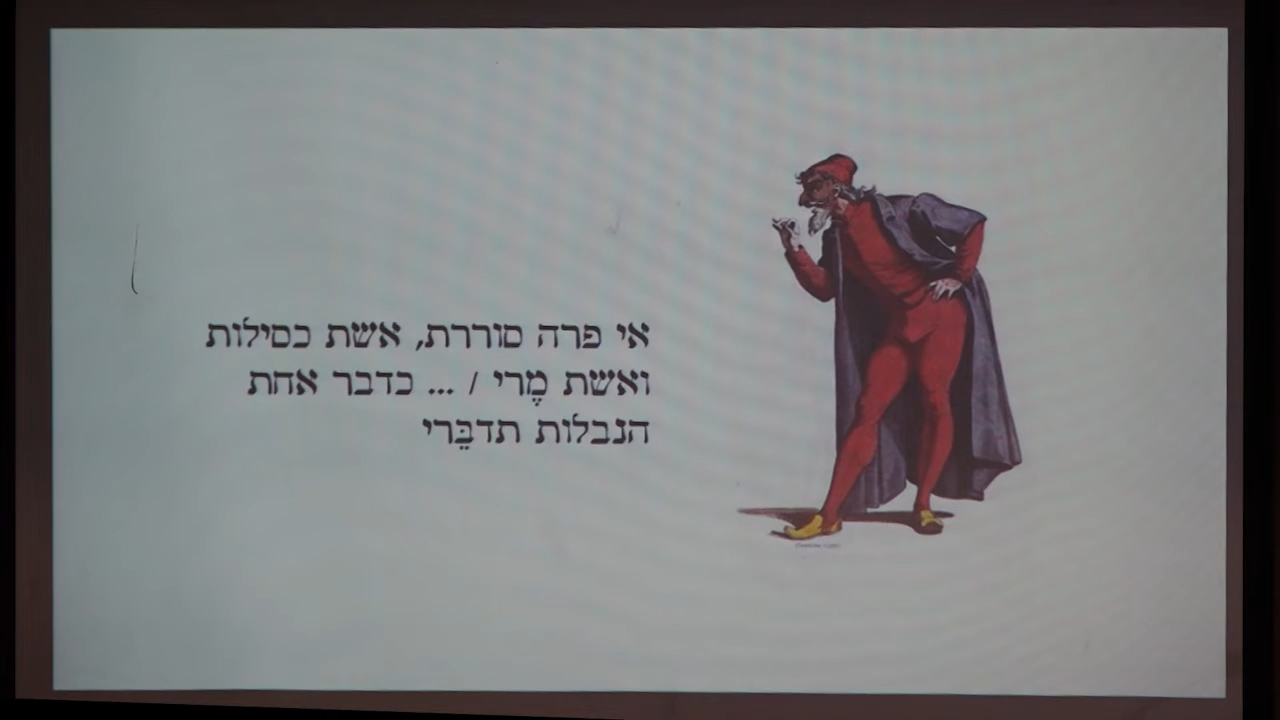 אי פרה סוררת, אשת כסילות
ואשת מֶרי / ... כדבר אחת
הנבלות תדבֵּרי